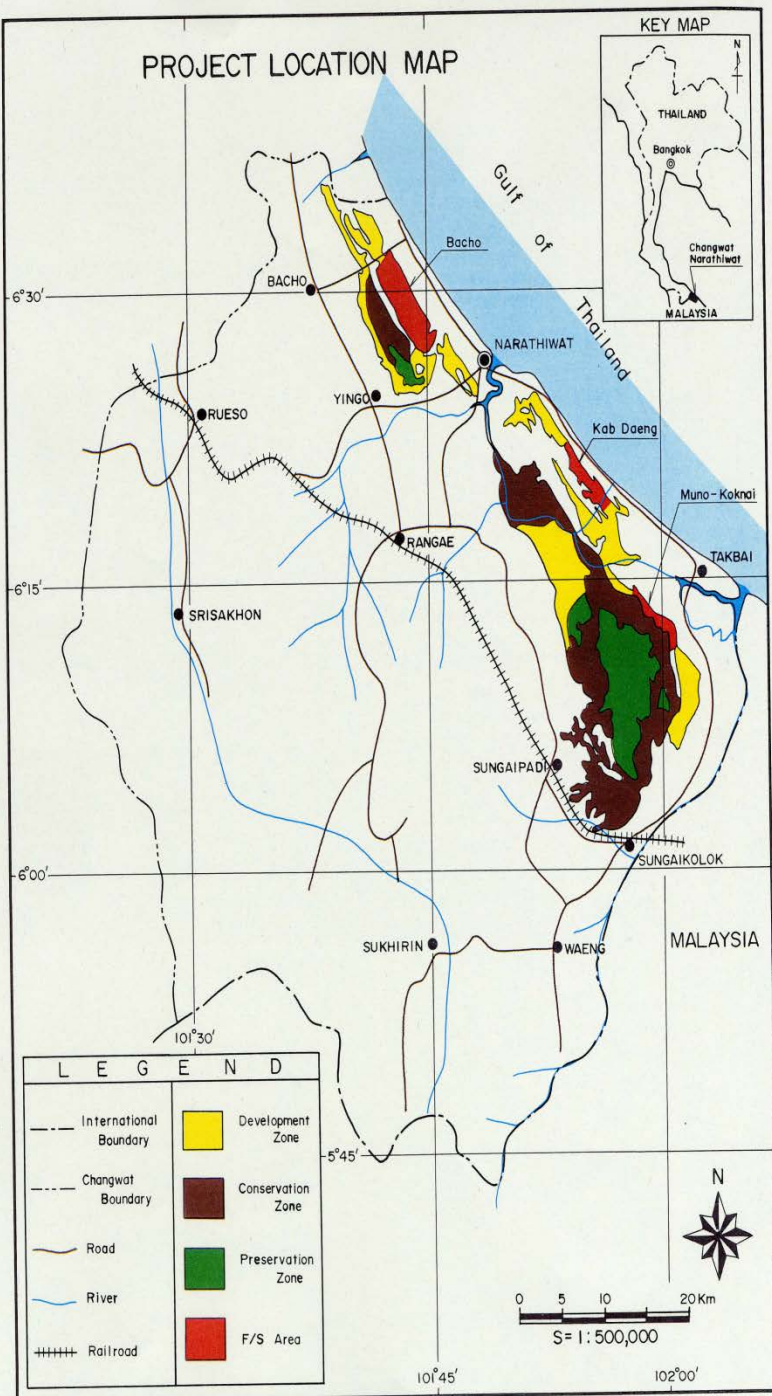 PROJECT LOCATION MAP
KEY MAP
N
THAILAND
Bangkok
Changwat
Narathiwat
MALAYSIA
Gulf of Thailand
Bacho
BACHO
6°30'
NARATHIWAT
YINGO
RUESO
Kab Daeng
Muno-Koknai
RANGAE
TAKBAI
6°15'
SRISAKHON
SUNGAIPADI
SUNGAIKOLOK
6°00'
SUKHIRIN
WAENG
MALAYSIA
101°30'
5°45'
LEGEND
International
Boundary
Changwat
Boundary
Road
River
Railroad
Development
Zone
Conservation
Zone
Preservation
Zone
F/S Area
N
0 5 10 20 Km
S=1:500,000
101°45'
102°00'